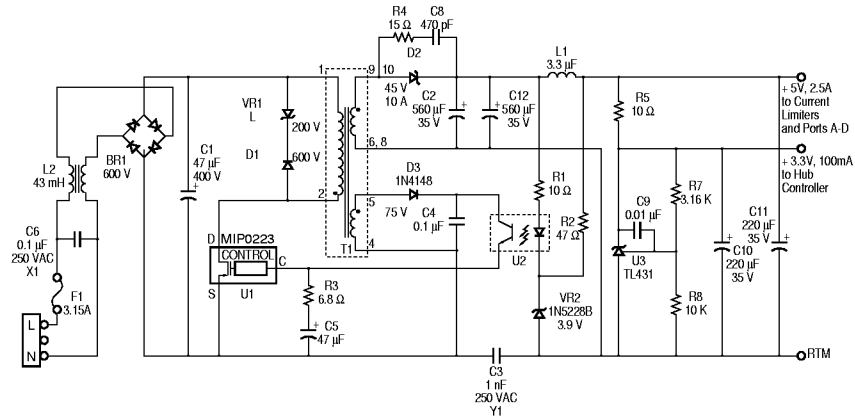 R4
15 Ω
C8
470 pF
D2
L1
3.3 µF
1
9
10
45 V
10 A
C2
560 µF
35 V
+
C12
560 µF
35 V
+
R5
10 Ω
+ 5V, 2.5A
to Current
Limiters
and Ports A-D
VR1
L
200 V
D1
600 V
L2
43 mH
BR1
600 V
C1
47 µF
400 V
+
6, 8
+ 3.3V, 100mA
to Hub
Controller
2
D3
1N4148
75 V
5
4
T1
C4
0.1 µF
R1
10 Ω
R2
47 Ω
U2
C9
0.01 µF
R7
3.16 K
C11
220 µF
35 V
+
C10
220 µF
35 V
+
U3
TL431
R8
10 K
C6
0.1 µF
250 VAC
X1
F1
3.15A
L
N
D
MIP0223
CONTROL
C
S
U1
R3
6.8 Ω
C5
47 µF
+
VR2
1N5228B
3.9 V
C3
1 nF
250 VAC
Y1
RTM